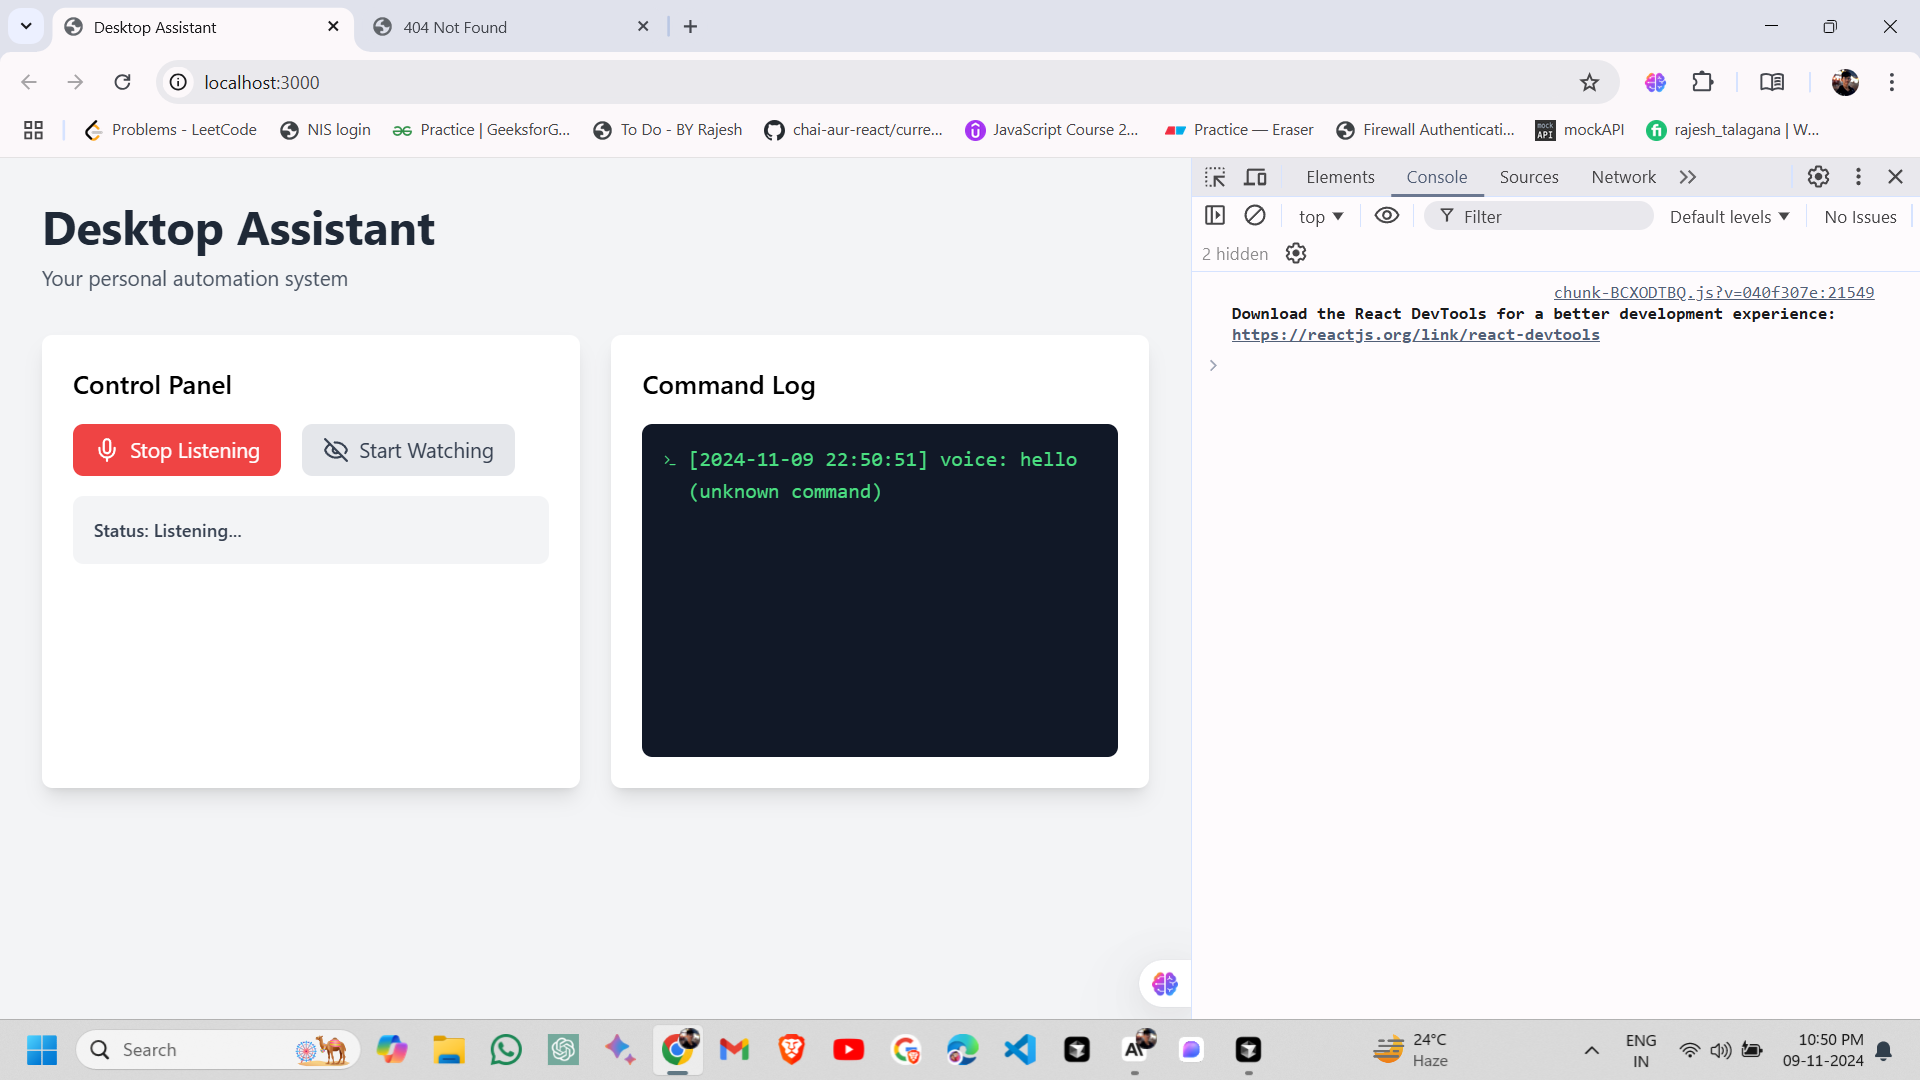 Desktop Assistant
404 Not Found
localhost:3000
Problems - LeetCode
NIS login
Practice | GeeksforG...
To Do - BY Rajesh
chai-aur-react/curre...
JavaScript Course 2...
Practice — Eraser
Firewall Authenticati...
mock
API
mockAPI
rajesh_talagana | W...
Desktop Assistant
Your personal automation system
Control Panel
Stop Listening
Start Watching
Status: Listening...
Command Log
[2024-11-09 22:50:51] voice: hello
(unknown command)
Elements
Console
Sources
Network
top
Filter
Default levels
No Issues
2 hidden
chunk-BCXODTBQ.js?v=040f307e:21549
Download the React DevTools for a better development experience:
https://reactjs.org/link/react-devtools
Search
24°C
Haze
ENG
IN
10:50 PM
09-11-2024